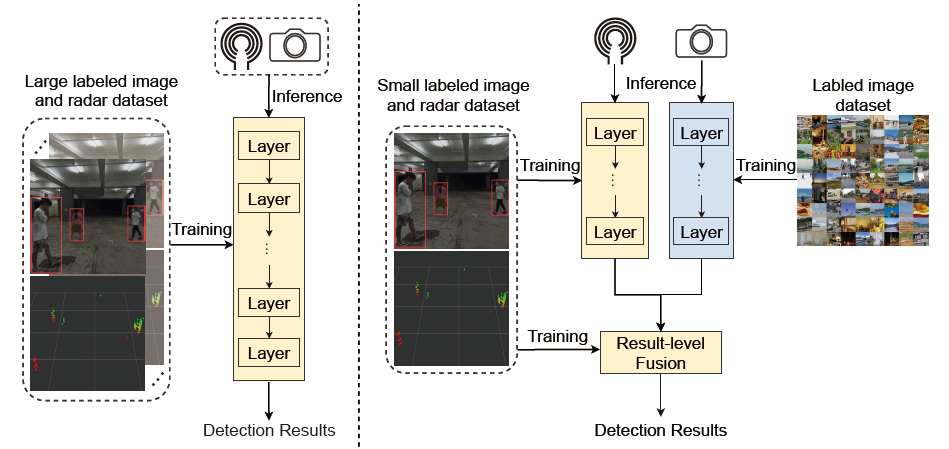 Large labeled image
and radar dataset
Inference
Layer
Layer
Training
Layer
Layer
Detection Results
Small labeled image
and radar dataset
Inference
Labled image
dataset
Layer
Layer
Training
Training
Layer
Layer
Training
Result-level
Fusion
Detection Results